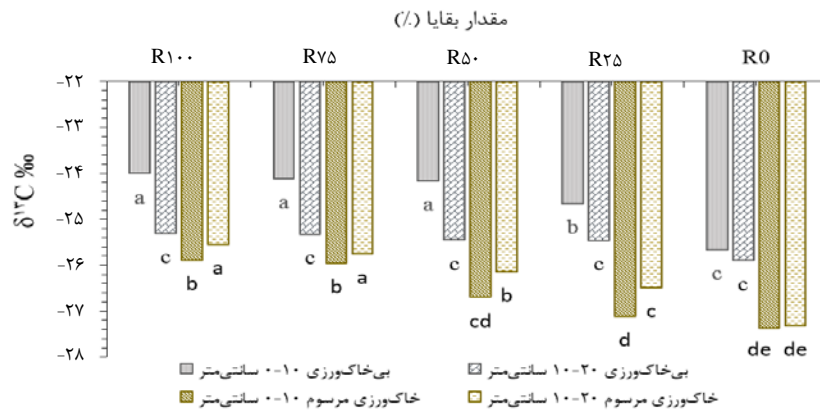 مقدار بقایا (٪)
R۱۰۰ R۷۵ R۵۰ R۲۵ R0
-۲۲
-۲۳
-۲۴
-۲۵
-۲۶
-۲۷
-۲۸
δ¹³C ‰
a c b a
a c b a
a c cd b
b c d c
c c de de
بی‌خاک‌ورزی ۱۰-۰ سانتی‌متر
بی‌خاک‌ورزی ۲۰-۱۰ سانتی‌متر
خاک‌ورزی مرسوم ۱۰-۰ سانتی‌متر
خاک‌ورزی مرسوم ۲۰-۱۰ سانتی‌متر